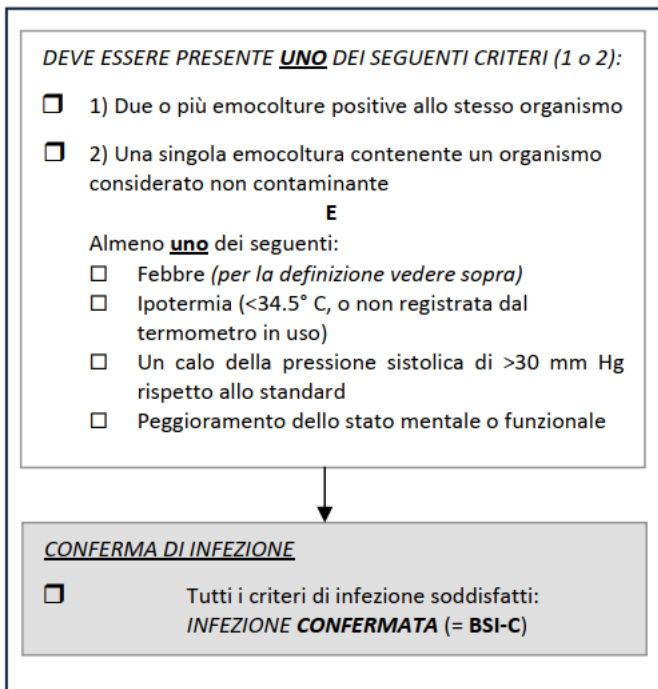 DEVE ESSERE PRESENTE UNO DEI SEGUENTI CRITERI (1 o 2):
1) Due o più emocolture positive allo stesso organismo
2) Una singola emocoltura contenente un organismo
considerato non contaminante
E
Almeno uno dei seguenti:
Febbre (per la definizione vedere sopra)
Ipotermia (<34.5° C, o non registrata dal
termometro in uso)
Un calo della pressione sistolica di >30 mm Hg
rispetto allo standard
Peggioramento dello stato mentale o funzionale
CONFERMA DI INFEZIONE
Tutti i criteri di infezione soddisfatti:
INFEZIONE CONFERMATA (= BSI-C)